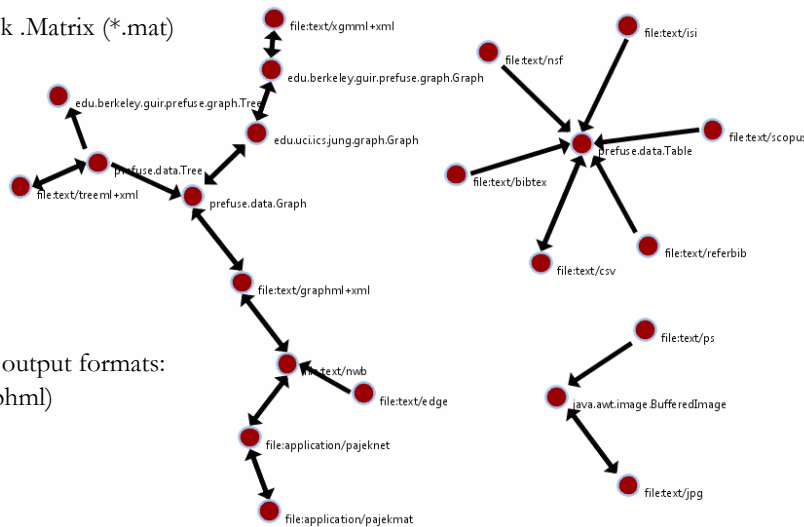 k .Matrix (*.mat)
file:text/xgmml+xml
edu.berkeley.guir.prefuse.graph.Graph
edu.berkeley.guir.prefuse.graph.Tree
edu.uci.ics.jung.graph.Graph
prefuse.data.Tree
file:text/treeml+xml
prefuse.data.Graph
file:text/graphml+xml
output formats:
phml)
file:text/nwb
file:text/edge
file:application/pajeknet
file:application/pajekmat
file:text/isi
file:text/nsf
file:text/scopus
prefuse.data.Table
file:text/bibtex
file:text/referbib
file:text/csv
file:text/ps
java.awt.image.BufferedImage
file:text/jpg